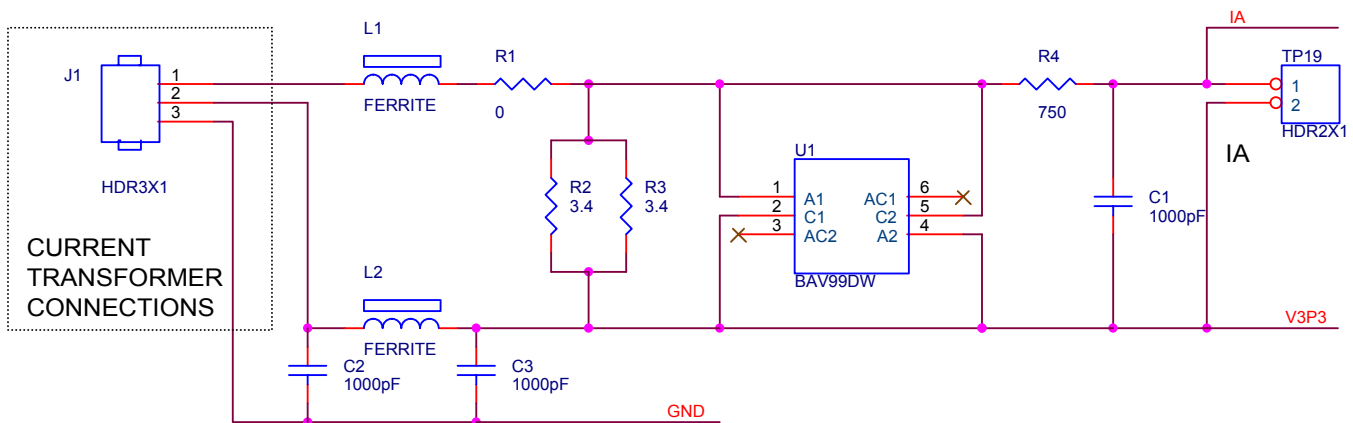 IA
L1
J1
1
2
3
FERRITE
R1
0
R4
750
TP19
1
2
HDR2X1
IA
HDR3X1
R2
3.4
R3
3.4
U1
1
2
3
A1
C1
AC2
AC1
C2
A2
6
5
4
BAV99DW
C1
1000pF
CURRENT
TRANSFORMER
CONNECTIONS
L2
FERRITE
V3P3
C2
1000pF
C3
1000pF
GND